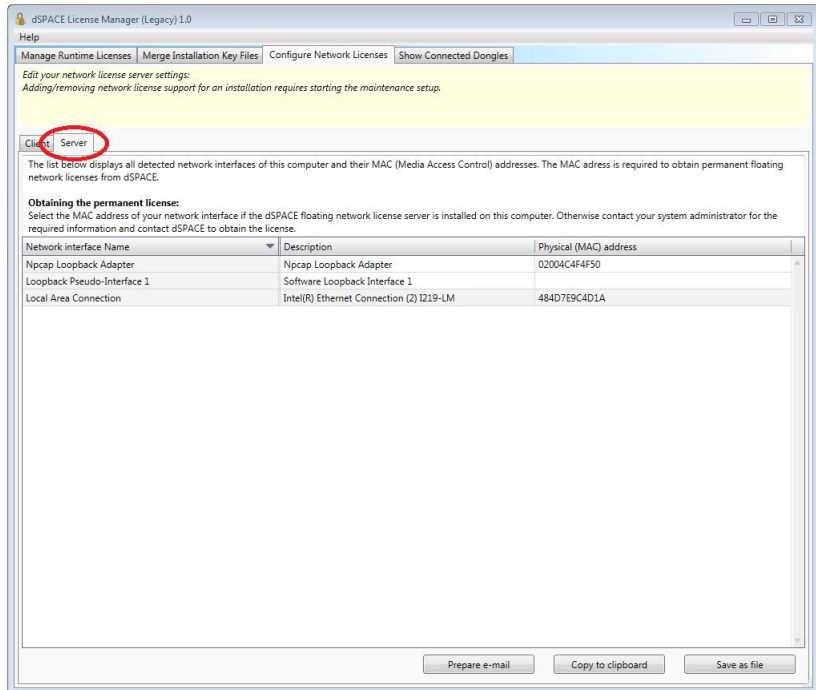 dSPACE License Manager (Legacy) 1.0
Help
Manage Runtime Licenses Merge Installation Key Files Configure Network Licenses Show Connected Dongles
Edit your network license server settings:
Adding/removing network license support for an installation requires starting the maintenance setup.
Client Server
The list below displays all detected network interfaces of this computer and their MAC (Media Access Control) addresses. The MAC adress is required to obtain permanent floating
network licenses from dSPACE.
Obtaining the permanent license:
Select the MAC address of your network interface if the dSPACE floating network license server is installed on this computer. Otherwise contact your system administrator for the
required information and contact dSPACE to obtain the license.
Network interface Name Description Physical (MAC) address
Npcap Loopback Adapter Npcap Loopback Adapter 02004C4F4F50
Loopback Pseudo-Interface 1 Software Loopback Interface 1
Local Area Connection Intel(R) Ethernet Connection (2) I219-LM 484D7E9C4D1A
Prepare e-mail Copy to clipboard Save as file